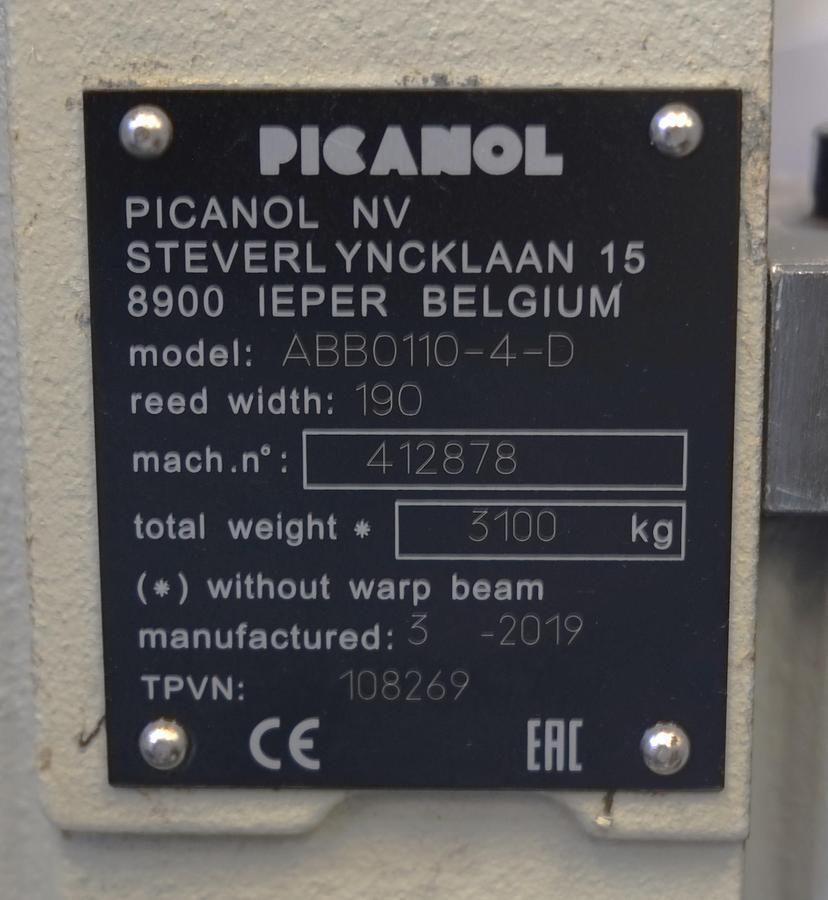 PICANOL
PICANOL NV
STEVERLYNCKLAAN 15
8900 IEPER BELGIUM
model: ABB0110-4-D
reed width: 190
mach.n°: 412878
total weight * 3100 kg
(*) without warp beam
manufactured: 3 -2019
TPVN: 108269
CE EAC